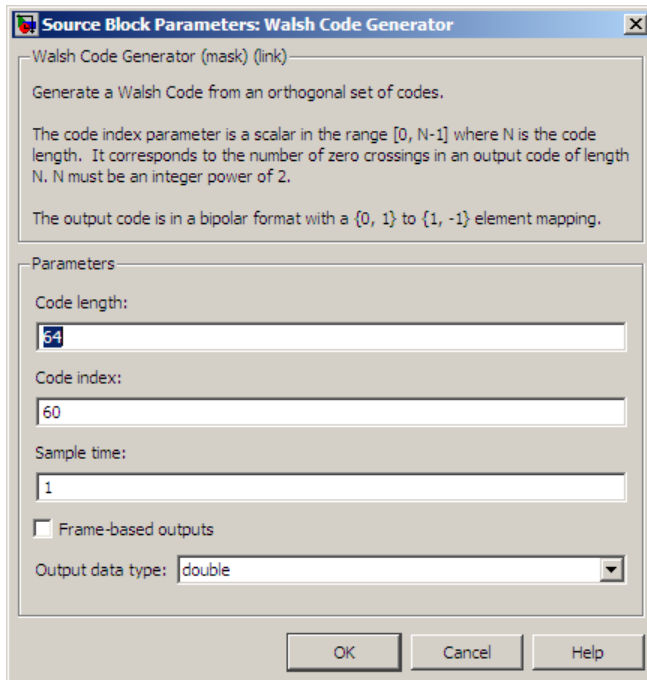 Source Block Parameters: Walsh Code Generator
Walsh Code Generator (mask) (link)
Generate a Walsh Code from an orthogonal set of codes.
The code index parameter is a scalar in the range [0, N-1] where N is the code
length.  It corresponds to the number of zero crossings in an output code of length
N. N must be an integer power of 2.
The output code is in a bipolar format with a {0, 1} to {1, -1} element mapping.
Parameters
Code length:
64
Code index:
60
Sample time:
1
Frame-based outputs
Output data type: double
OK Cancel Help